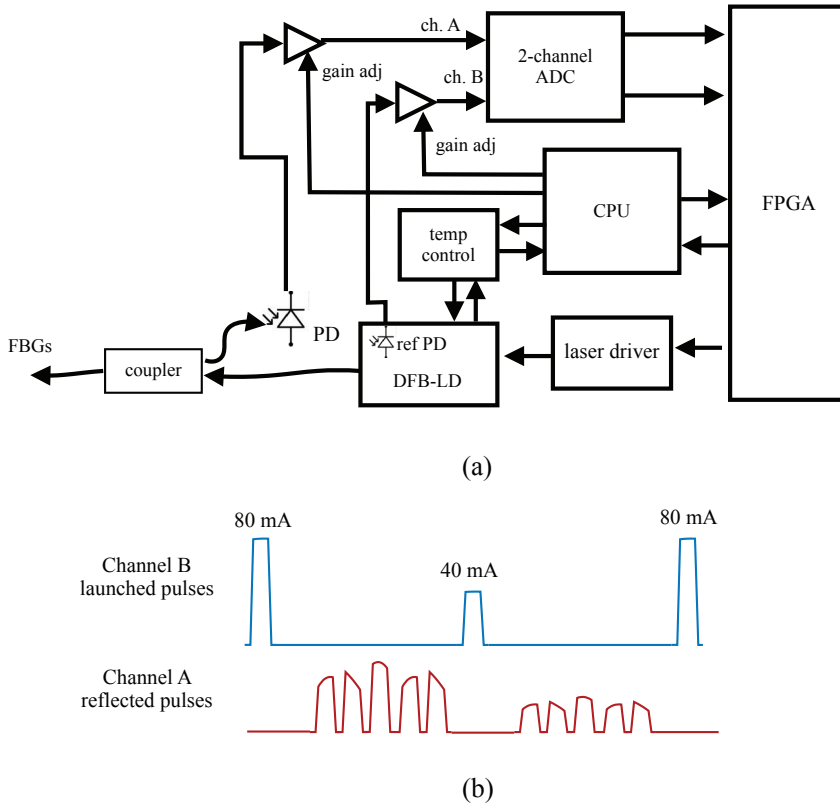 ch. A
2-channel
ADC
gain adj
ch. B
gain adj
CPU
FPGA
temp
control
PD
ref PD
DFB-LD
laser driver
FBGs
coupler
(a)
80 mA
80 mA
40 mA
Channel B
launched pulses
Channel A
reflected pulses
(b)